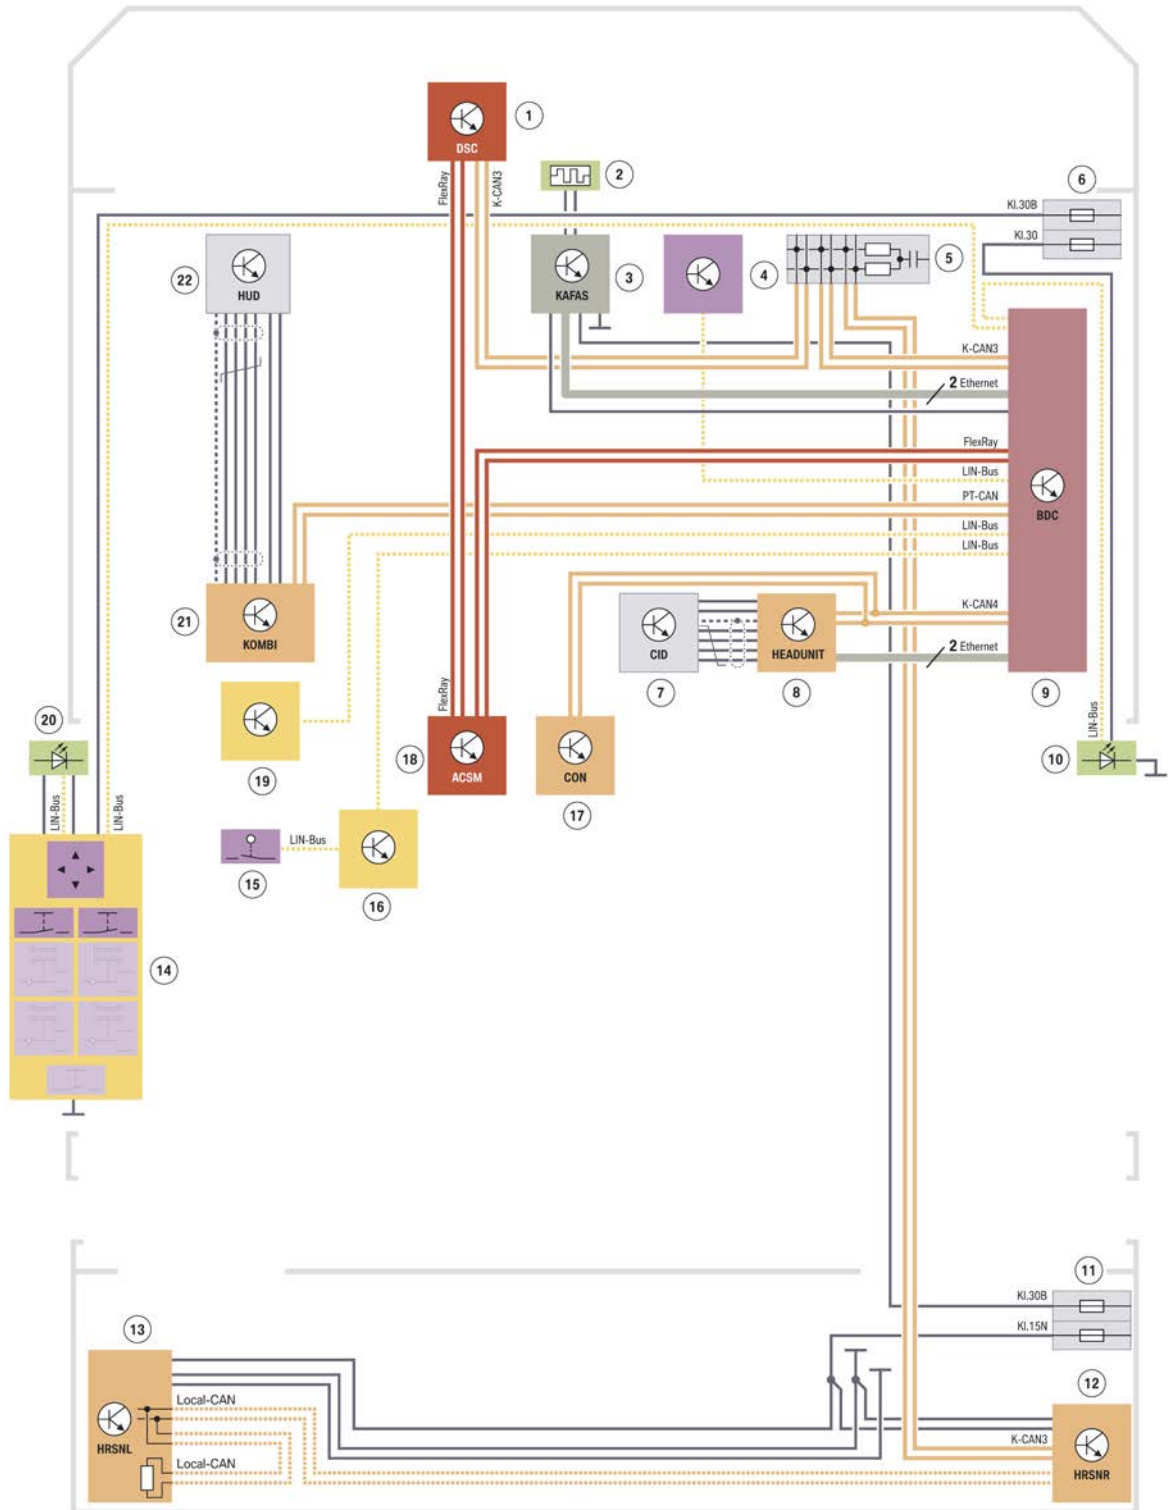 1
DSC
FlexRay
K-CAN3
2
6
Kl.30B
Kl.30
22
HUD
KAFAS
3
4
5
K-CAN3
2 Ethernet
FlexRay
LIN-Bus
PT-CAN
BDC
LIN-Bus
LIN-Bus
21
KOMBI
CID
HEADUNIT
K-CAN4
2 Ethernet
7
8
9
20
FlexRay
LIN-Bus
18
ACSM
CON
10
19
17
LIN-Bus
LIN-Bus
LIN-Bus
15
16
14
11
Kl.30B
Kl.15N
13
12
Local-CAN
HRSNL
K-CAN3
Local-CAN
HRSNR